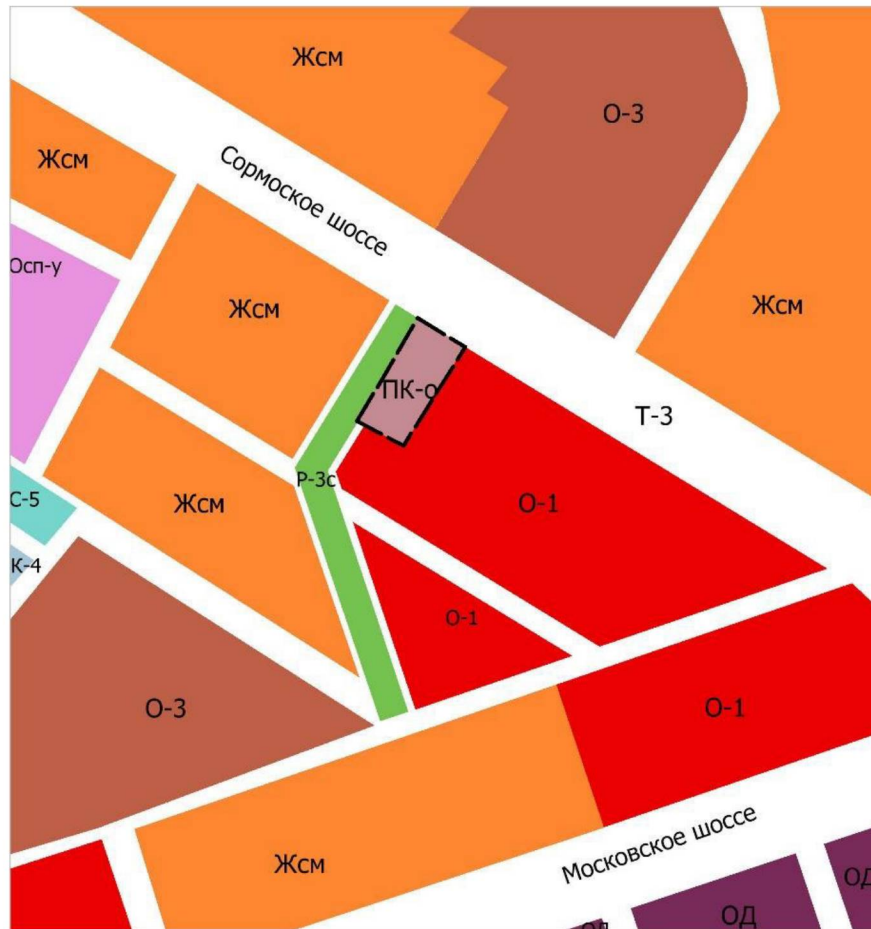 Жсм
О-3
Жсм
Сормоское шоссе
Осп-у
Жсм
Жсм
ПК-о
Т-3
Р-3с
С-5
Жсм
О-1
К-4
О-1
О-3
О-1
Московское шоссе
Жсм
ОД
ОД
ОД